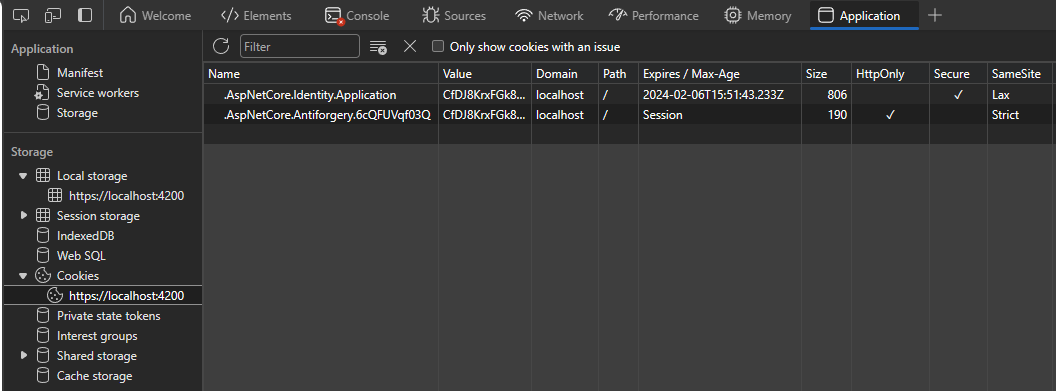 Welcome Elements Console Sources Network Performance Memory Application
Application
Manifest
Service workers
Storage
Storage
Local storage
https://localhost:4200
Session storage
IndexedDB
Web SQL
Cookies
https://localhost:4200
Private state tokens
Interest groups
Shared storage
Cache storage
Filter Only show cookies with an issue
Name Value Domain Path Expires / Max-Age Size HttpOnly Secure SameSite
.AspNetCore.Identity.Application CfDJ8KrxFGk8... localhost / 2024-02-06T15:51:43.233Z 806 ✓ Lax
.AspNetCore.Antiforgery.6cQFUVqf03Q CfDJ8KrxFGk8... localhost / Session 190 ✓ Strict